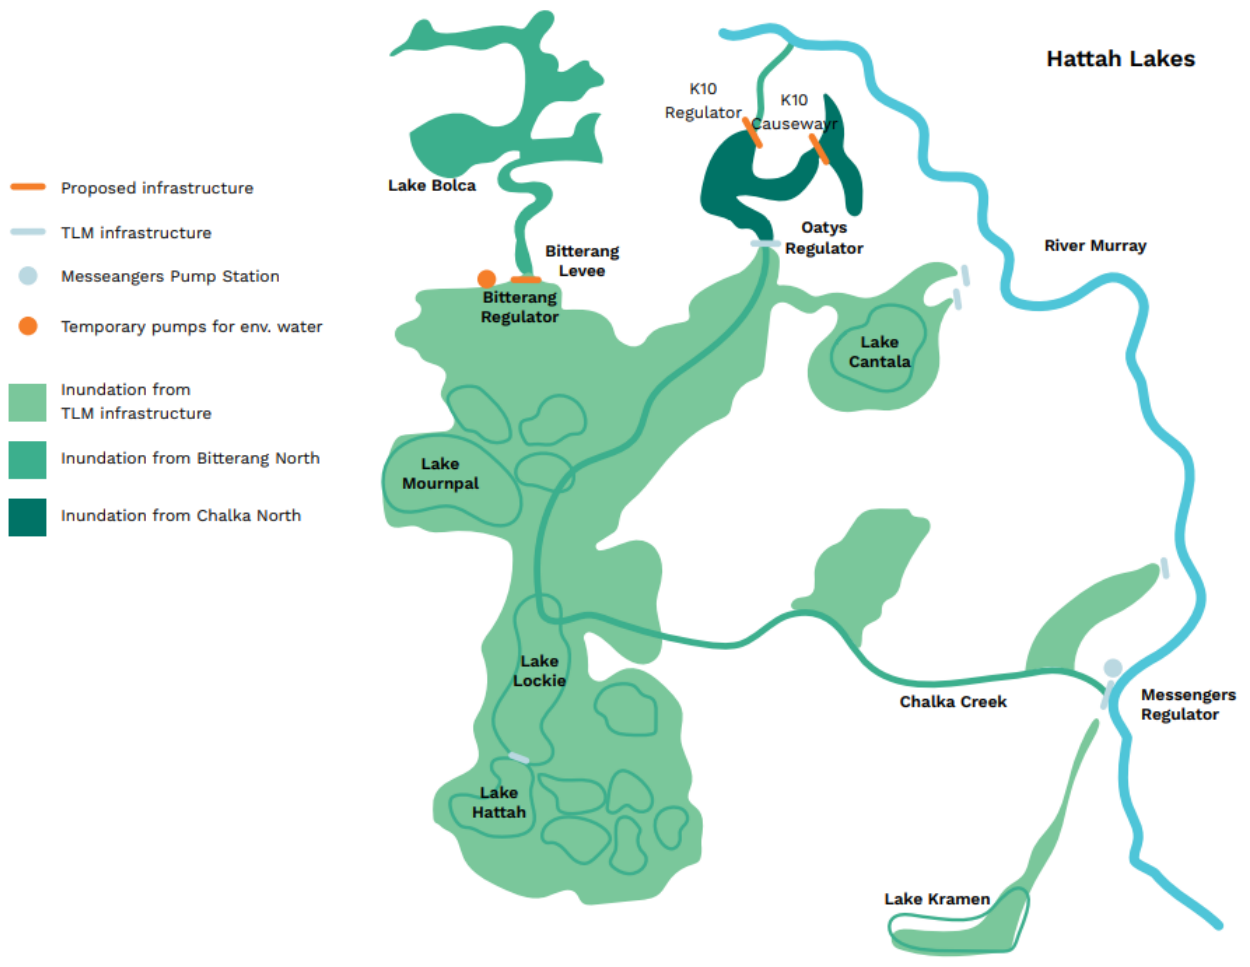 Hattah Lakes
K10
Regulator
K10
Causewayr
Lake Bolca
Proposed infrastructure
TLM infrastructure
Messeangers Pump Station
Temporary pumps for env. water
Inundation from
TLM infrastructure
Inundation from Bitterang North
Inundation from Chalka North
Bitterang
Levee
Bitterang
Regulator
Oatys
Regulator
River Murray
Lake
Cantala
Lake
Mournpal
Lake
Lockie
Chalka Creek
Messengers
Regulator
Lake
Hattah
Lake Kramen